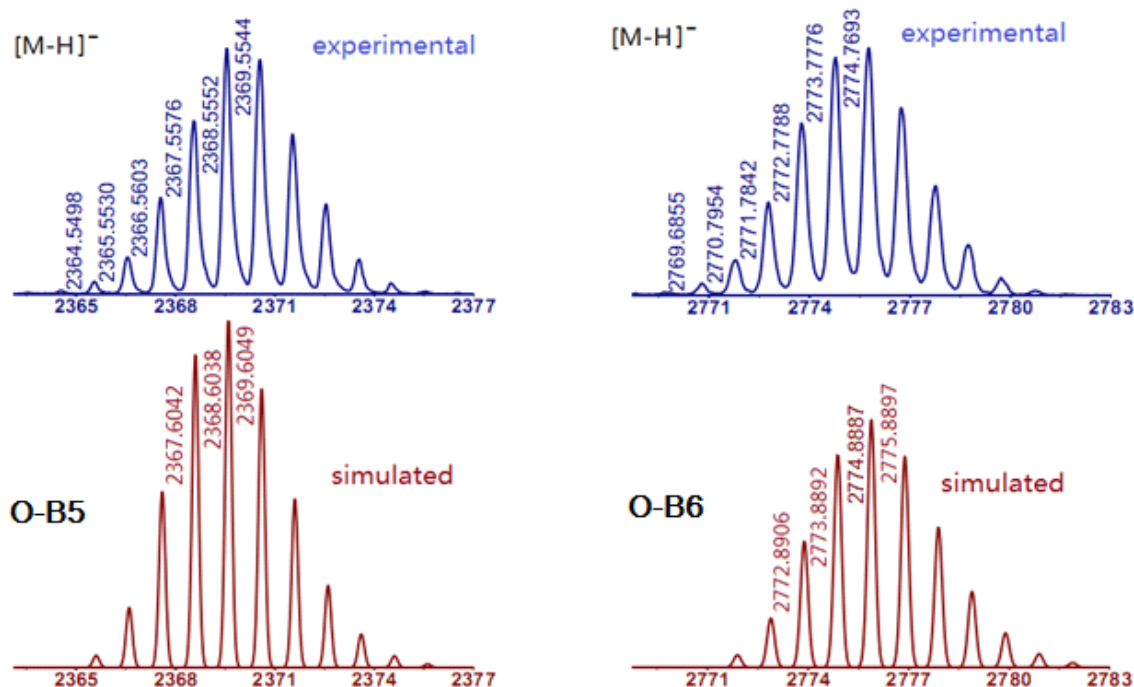 [M-H]⁻
experimental
2364.5498
2365.5530
2366.5603
2367.5576
2368.5552
2369.5544
2365 2368 2371 2374 2377
[M-H]⁻
experimental
2769.6855
2770.7954
2771.7842
2772.7788
2773.7776
2774.7693
2771 2774 2777 2780 2783
O-B5
simulated
2367.6042
2368.6038
2369.6049
2365 2368 2371 2374 2377
O-B6
simulated
2772.8906
2773.8892
2774.8887
2775.8897
2771 2774 2777 2780 2783